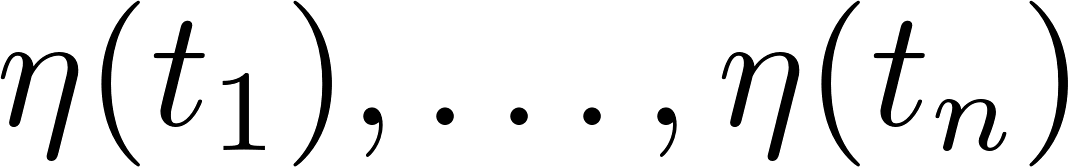 η(t₁), . . . , η(tₙ)